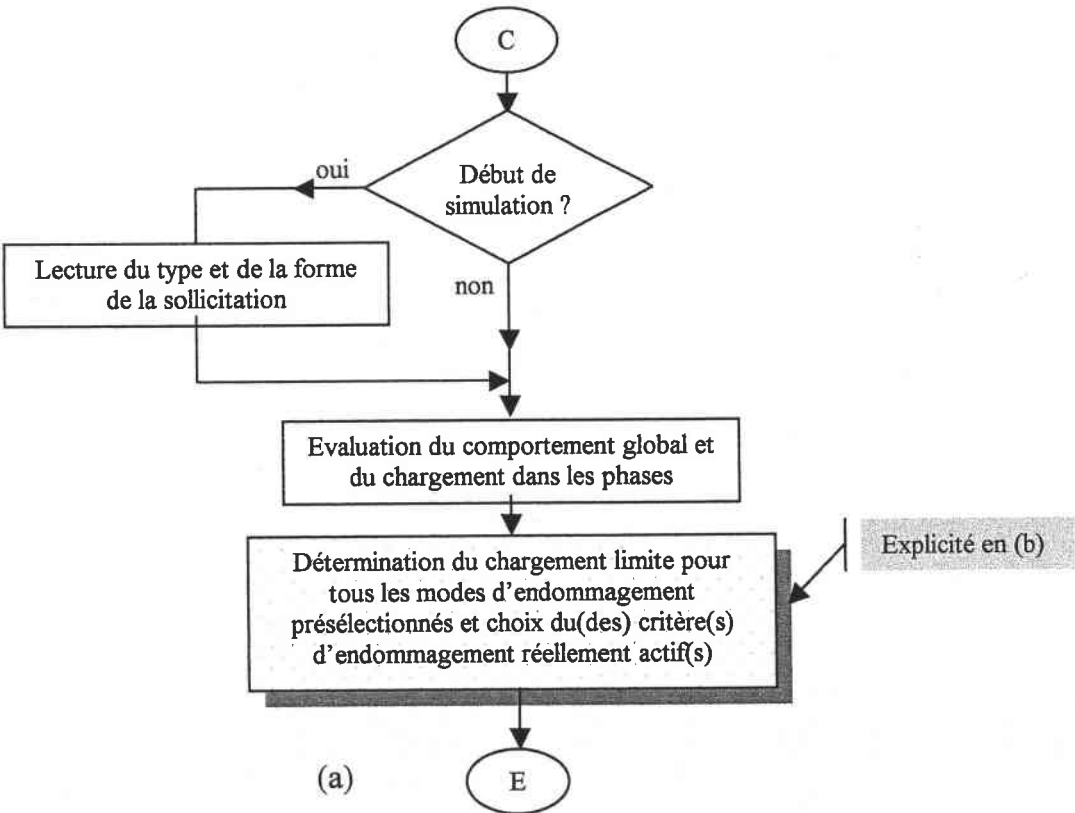 C
Début de
simulation ?
oui
Lecture du type et de la forme
de la sollicitation
non
Evaluation du comportement global et
du chargement dans les phases
Détermination du chargement limite pour
tous les modes d'endommagement
présélectionnés et choix du(des) critère(s)
d'endommagement réellement actif(s)
Explicité en (b)
(a)
E